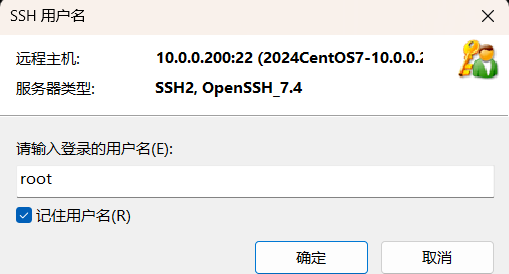 SSH 用户名
远程主机: 10.0.0.200:22 (2024CentOS7-10.0.0.2
服务器类型: SSH2, OpenSSH_7.4
请输入登录的用户名(E):
root
记住用户名(R)
确定 取消